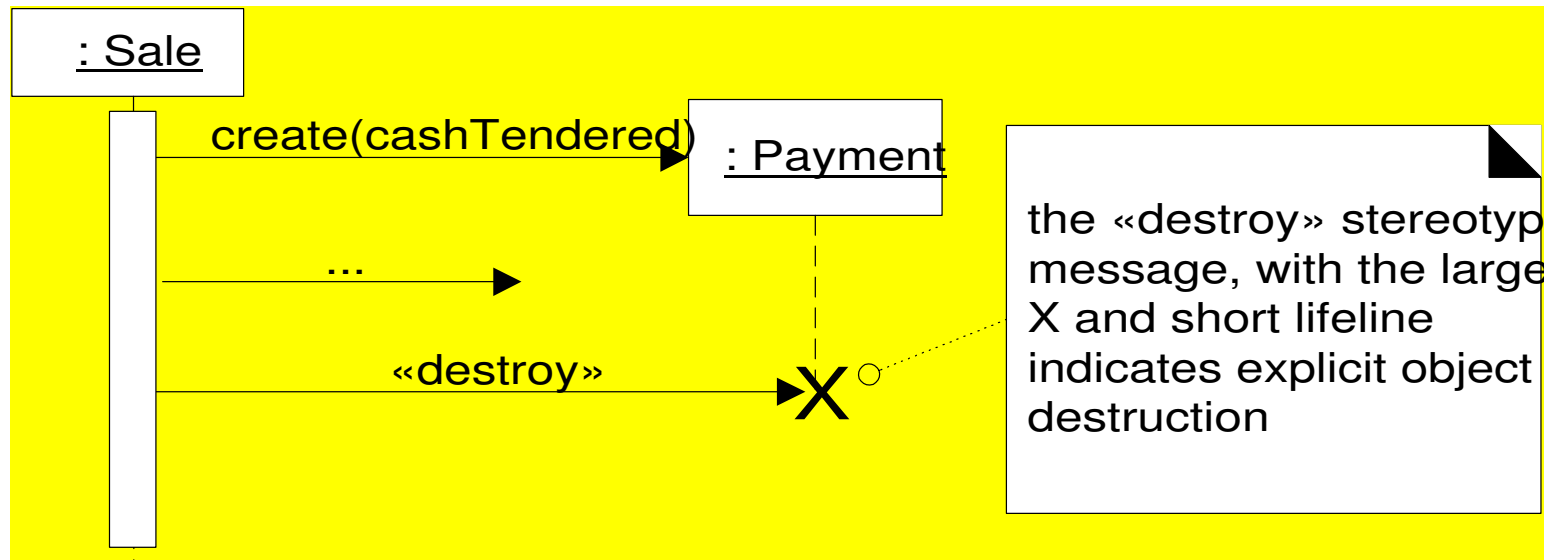 : Sale
create(cashTendered)
: Payment
...
«destroy»
X
the «destroy» stereotyp
message, with the large
X and short lifeline
indicates explicit object
destruction